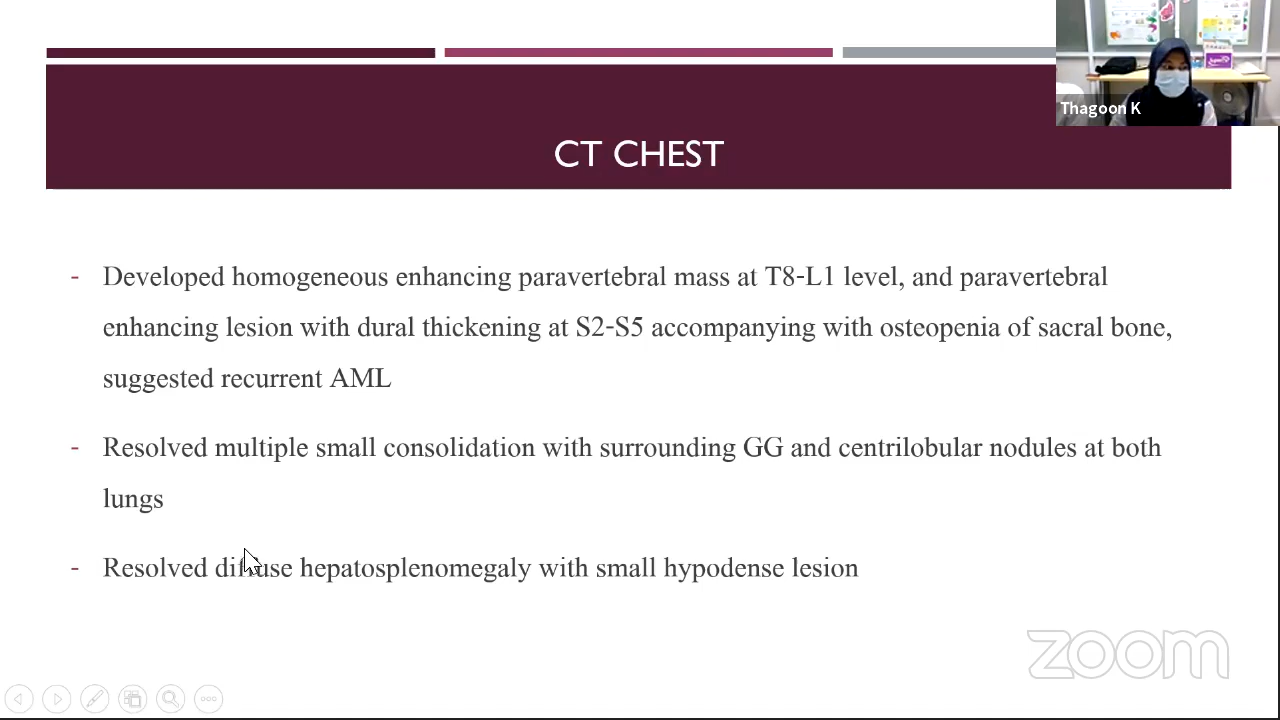 Thagoon K
CT CHEST
- Developed homogeneous enhancing paravertebral mass at T8-L1 level, and paravertebral
enhancing lesion with dural thickening at S2-S5 accompanying with osteopenia of sacral bone,
suggested recurrent AML
- Resolved multiple small consolidation with surrounding GG and centrilobular nodules at both
lungs
- Resolved diffuse hepatosplenomegaly with small hypodense lesion
zoom